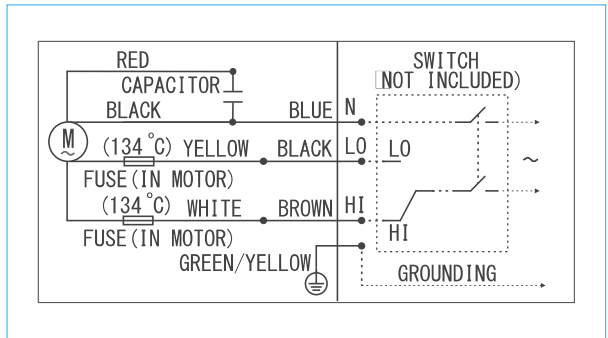 RED
SWITCH
CAPACITOR
NOT INCLUDED)
BLACK
BLUE
N
M
~
(134°C)
YELLOW
BLACK
LO
LO
~
FUSE(IN MOTOR)
(134°C)
WHITE
BROWN
HI
HI
FUSE(IN MOTOR)
GREEN/YELLOW
GROUNDING